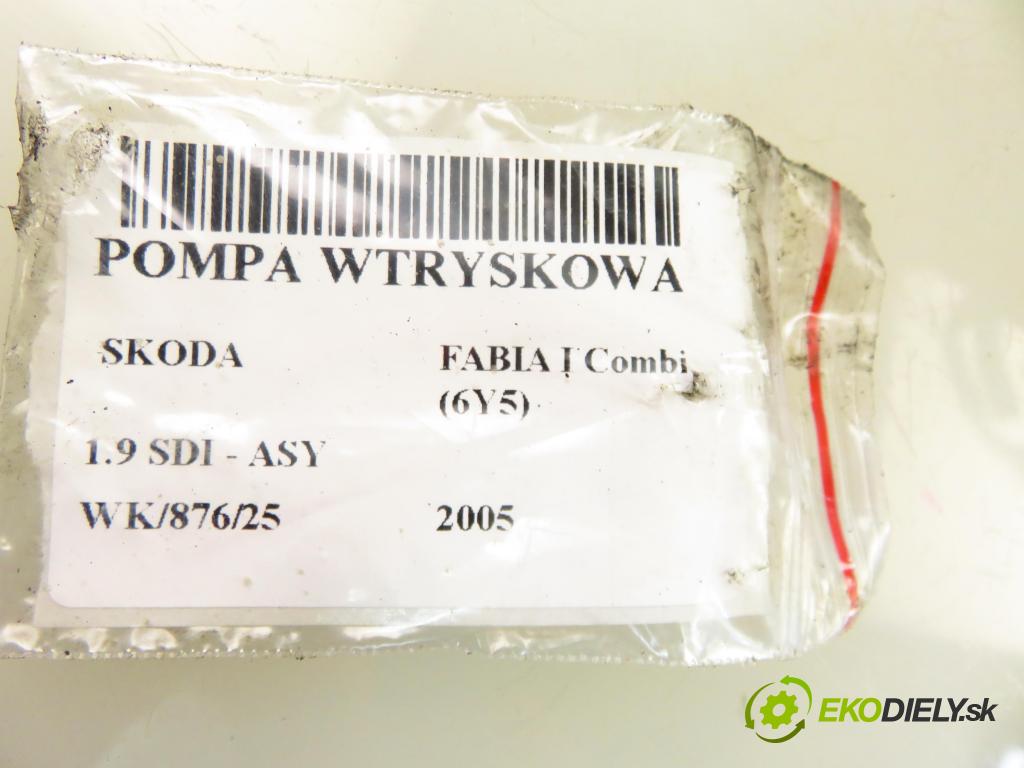 POMPA WTRYSKOWA
SKODA FABIA I Combi
(6Y5)
1.9 SDI - ASY
WK/876/25 2005
EKODIELY.sk